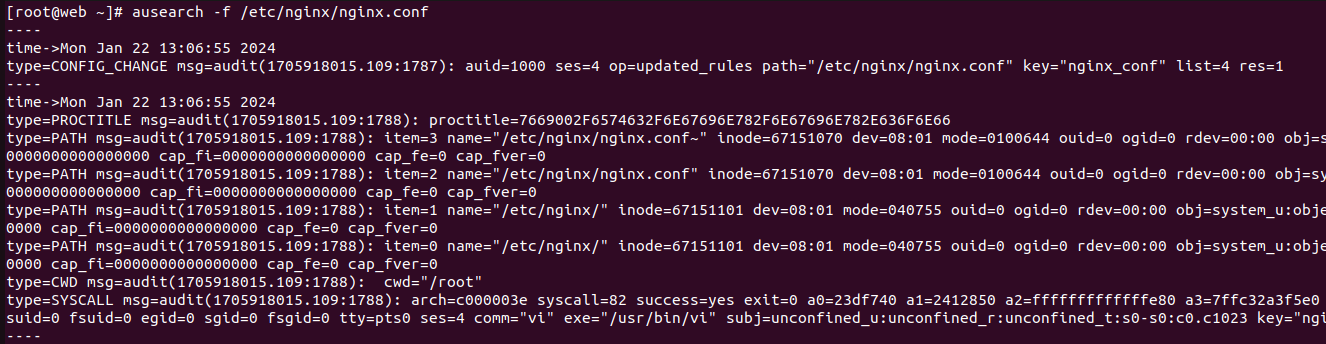 [root@web ~]# ausearch -f /etc/nginx/nginx.conf
----
time->Mon Jan 22 13:06:55 2024
type=CONFIG_CHANGE msg=audit(1705918015.109:1787): auid=1000 ses=4 op=updated_rules path="/etc/nginx/nginx.conf" key="nginx_conf" list=4 res=1
----
time->Mon Jan 22 13:06:55 2024
type=PROCTITLE msg=audit(1705918015.109:1788): proctitle=7669002F6574632F6E67696E782F6E67696E782E636F6E66
type=PATH msg=audit(1705918015.109:1788): item=3 name="/etc/nginx/nginx.conf~" inode=67151070 dev=08:01 mode=0100644 ouid=0 ogid=0 rdev=00:00 obj=s
0000000000000000 cap_fi=0000000000000000 cap_fe=0 cap_fver=0
type=PATH msg=audit(1705918015.109:1788): item=2 name="/etc/nginx/nginx.conf" inode=67151070 dev=08:01 mode=0100644 ouid=0 ogid=0 rdev=00:00 obj=sy
000000000000000 cap_fi=0000000000000000 cap_fe=0 cap_fver=0
type=PATH msg=audit(1705918015.109:1788): item=1 name="/etc/nginx/" inode=67151101 dev=08:01 mode=040755 ouid=0 ogid=0 rdev=00:00 obj=system_u:obje
0000 cap_fi=0000000000000000 cap_fe=0 cap_fver=0
type=PATH msg=audit(1705918015.109:1788): item=0 name="/etc/nginx/" inode=67151101 dev=08:01 mode=040755 ouid=0 ogid=0 rdev=00:00 obj=system_u:obje
0000 cap_fi=0000000000000000 cap_fe=0 cap_fver=0
type=CWD msg=audit(1705918015.109:1788):  cwd="/root"
type=SYSCALL msg=audit(1705918015.109:1788): arch=c000003e syscall=82 success=yes exit=0 a0=23df740 a1=2412850 a2=fffffffffffffe80 a3=7ffc32a3f5e0
suid=0 fsuid=0 egid=0 sgid=0 fsgid=0 tty=pts0 ses=4 comm="vi" exe="/usr/bin/vi" subj=unconfined_u:unconfined_r:unconfined_t:s0-s0:c0.c1023 key="ngi
----